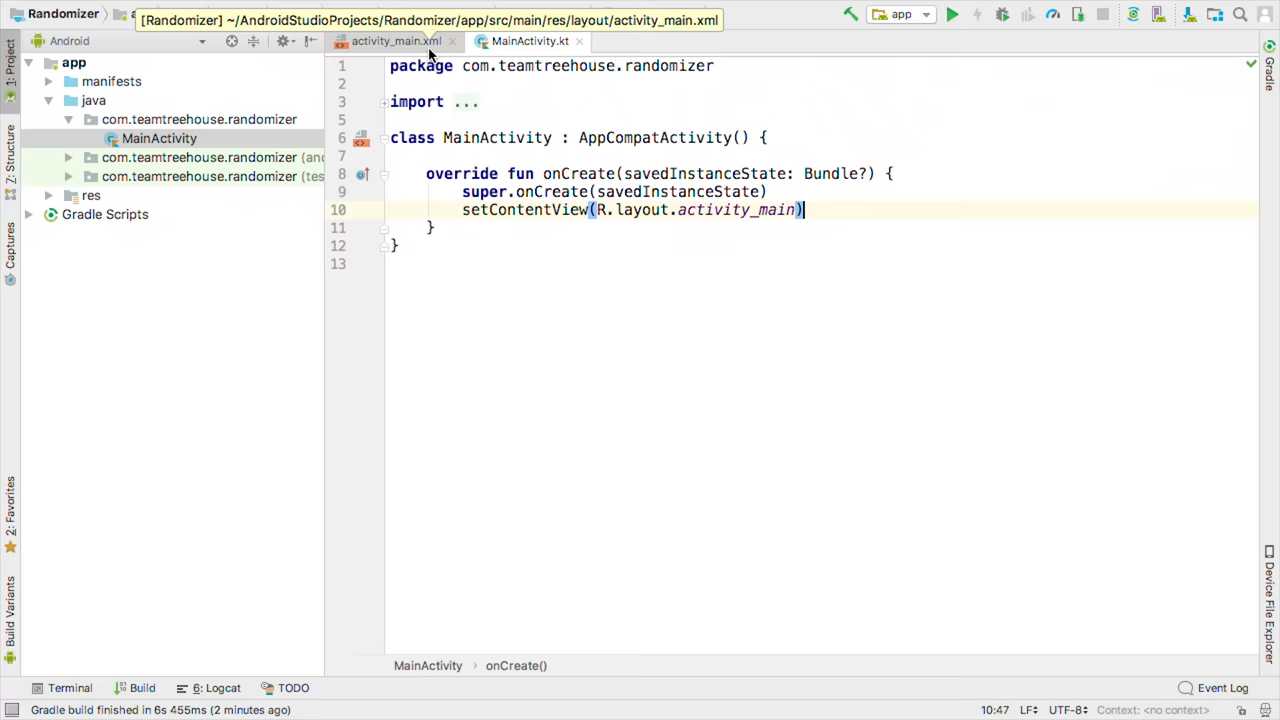 Randomizer
[Randomizer] ~/AndroidStudioProjects/Randomizer/app/src/main/res/layout/activity_main.xml
app
1: Project
Android
activity_main.xml
MainActivity.kt
Gradle
app
manifests
java
com.teamtreehouse.randomizer
MainActivity
com.teamtreehouse.randomizer (and
com.teamtreehouse.randomizer (tes
res
Gradle Scripts
7: Structure
Captures
2: Favorites
Build Variants
1 package com.teamtreehouse.randomizer
2
3 import ...
5
6 class MainActivity : AppCompatActivity() {
7
8 override fun onCreate(savedInstanceState: Bundle?) {
9 super.onCreate(savedInstanceState)
10 setContentView(R.layout.activity_main)
11 }
12 }
13
Device File Explorer
MainActivity › onCreate()
Terminal Build 6: Logcat TODO Event Log
Gradle build finished in 6s 455ms (2 minutes ago) 10:47 LF UTF-8 Context: <no context>